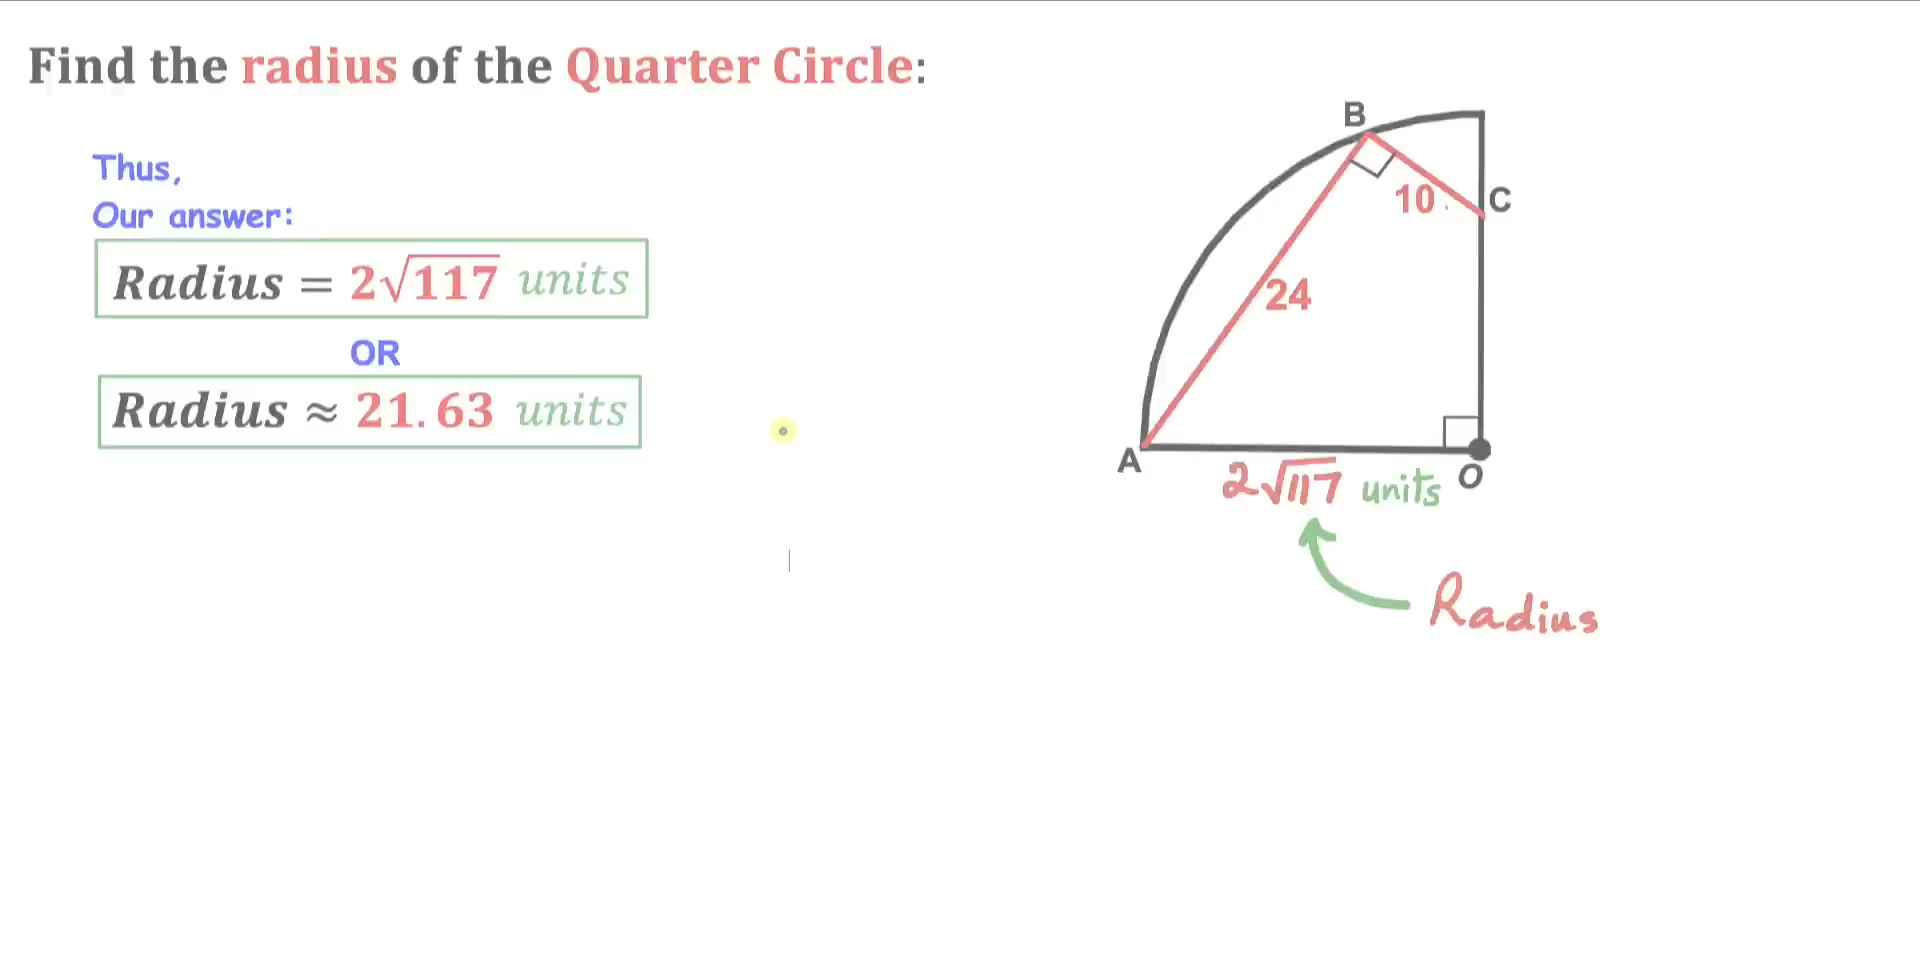 Find the radius of the Quarter Circle:
Thus,
Our answer:
Radius = 2√117 units
OR
Radius ≈ 21.63 units
B
10
C
24
A
2√117 units
O
Radius